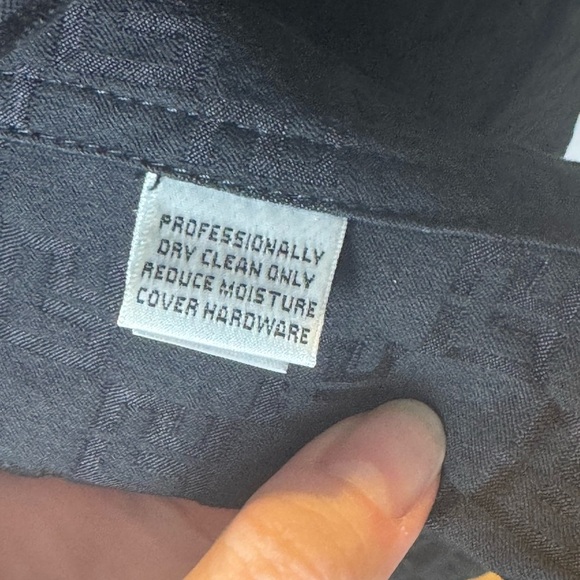 PROFESSIONALLY
DRY CLEAN ONLY
REDUCE MOISTURE
COVER HARDWARE